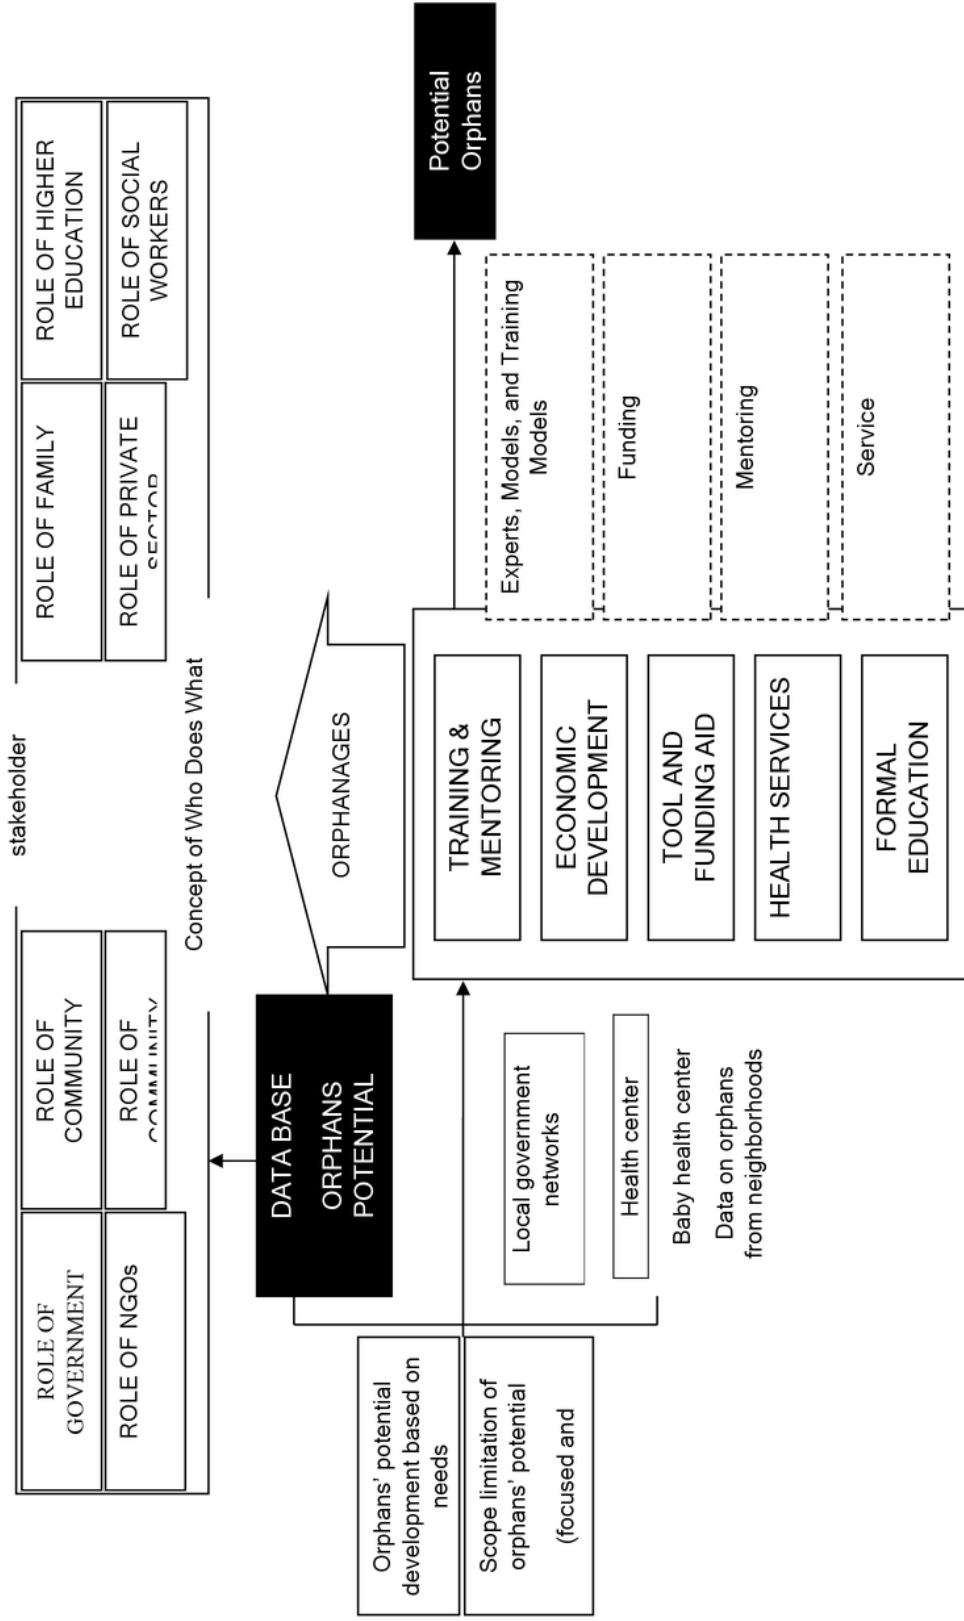 stakeholder
ROLE OF
GOVERNMENT
ROLE OF
COMMUNITY
ROLE OF FAMILY
ROLE OF HIGHER
EDUCATION
ROLE OF NGOs
ROLE OF
COMMUNITY
ROLE OF PRIVATE
SECTOR
ROLE OF SOCIAL
WORKERS
Concept of Who Does What
DATA BASE
ORPHANS
POTENTIAL
ORPHANAGES
Orphans' potential
development based on
needs
Scope limitation of
orphans' potential
(focused and
Local government
networks
Health center
Baby health center
Data on orphans
from neighborhoods
TRAINING &
MENTORING
ECONOMIC
DEVELOPMENT
TOOL AND
FUNDING AID
HEALTH SERVICES
FORMAL
EDUCATION
Experts, Models, and Training
Models
Funding
Mentoring
Service
Potential
Orphans